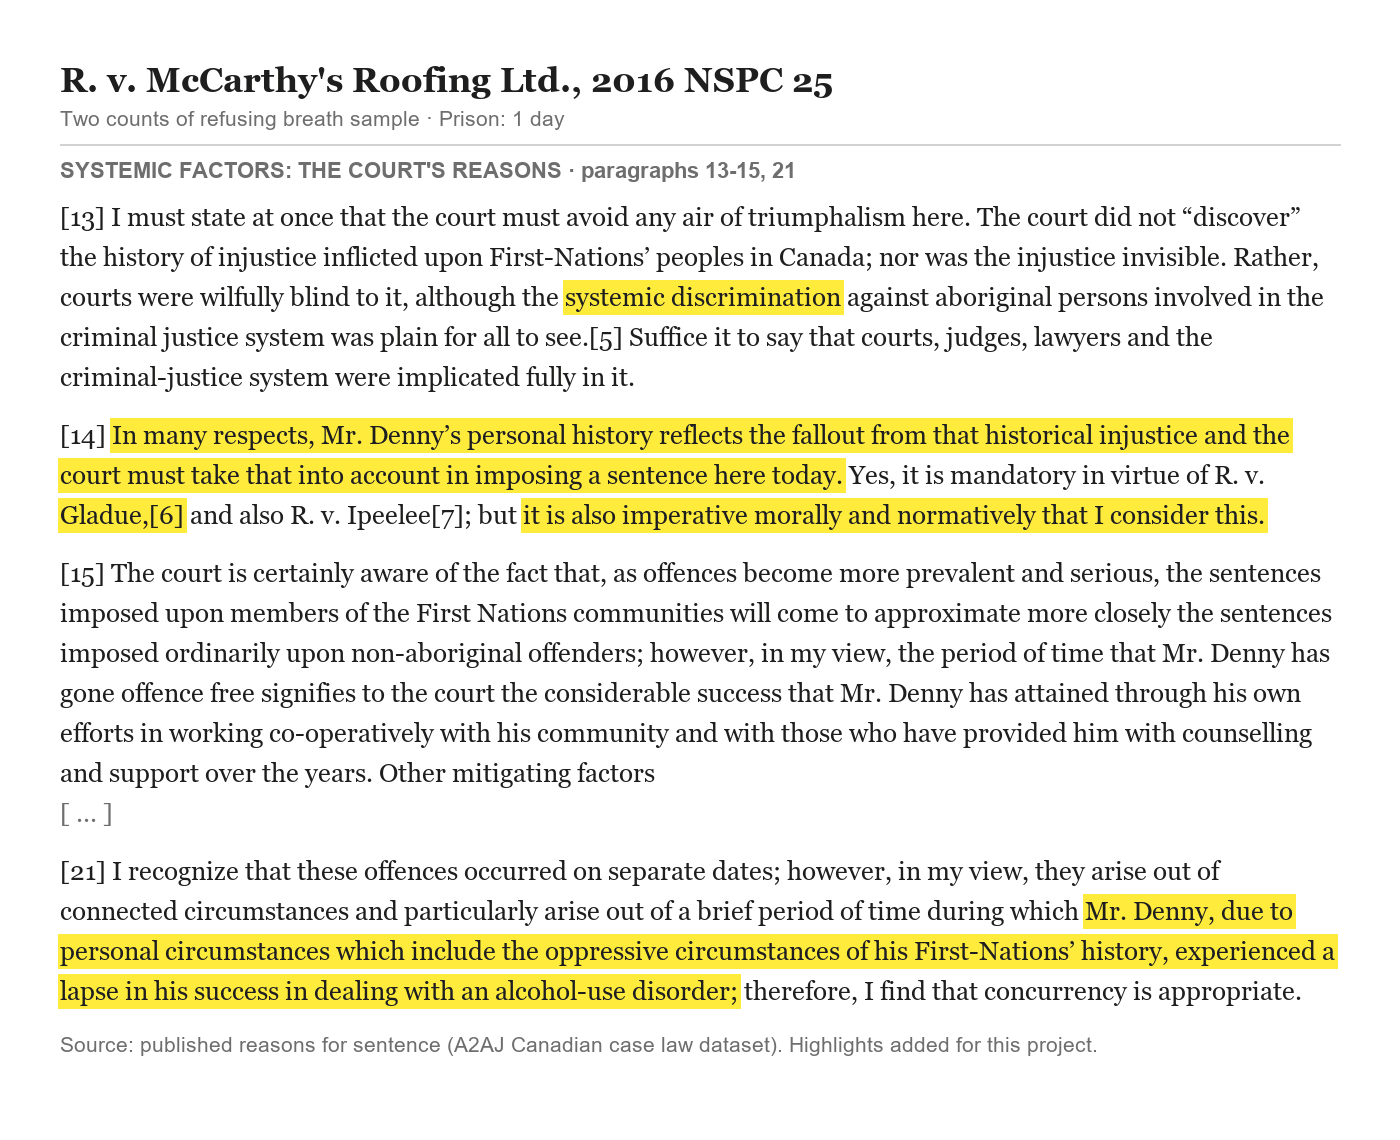 R. v. McCarthy's Roofing Ltd., 2016 NSPC 25
Two counts of refusing breath sample · Prison: 1 day
SYSTEMIC FACTORS: THE COURT'S REASONS · paragraphs 13-15, 21
[13] I must state at once that the court must avoid any air of triumphalism here. The court did not “discover”
the history of injustice inflicted upon First-Nations’ peoples in Canada; nor was the injustice invisible. Rather,
courts were wilfully blind to it, although the systemic discrimination against aboriginal persons involved in the
criminal justice system was plain for all to see.[5] Suffice it to say that courts, judges, lawyers and the
criminal-justice system were implicated fully in it.
[14] In many respects, Mr. Denny’s personal history reflects the fallout from that historical injustice and the
court must take that into account in imposing a sentence here today. Yes, it is mandatory in virtue of R. v.
Gladue,[6] and also R. v. Ipeelee[7]; but it is also imperative morally and normatively that I consider this.
[15] The court is certainly aware of the fact that, as offences become more prevalent and serious, the sentences
imposed upon members of the First Nations communities will come to approximate more closely the sentences
imposed ordinarily upon non-aboriginal offenders; however, in my view, the period of time that Mr. Denny has
gone offence free signifies to the court the considerable success that Mr. Denny has attained through his own
efforts in working co-operatively with his community and with those who have provided him with counselling
and support over the years. Other mitigating factors
[ ... ]
[21] I recognize that these offences occurred on separate dates; however, in my view, they arise out of
connected circumstances and particularly arise out of a brief period of time during which Mr. Denny, due to
personal circumstances which include the oppressive circumstances of his First-Nations’ history, experienced a
lapse in his success in dealing with an alcohol-use disorder; therefore, I find that concurrency is appropriate.
Source: published reasons for sentence (A2AJ Canadian case law dataset). Highlights added for this project.